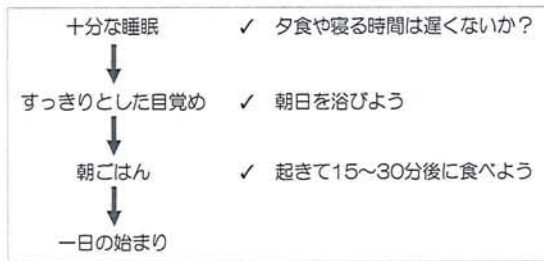 十分な睡眠 ✓ 夕食や寝る時間は遅くないか？
すっきりとした目覚め ✓ 朝日を浴びよう
朝ごはん ✓ 起きて15～30分後に食べよう
一日の始まり